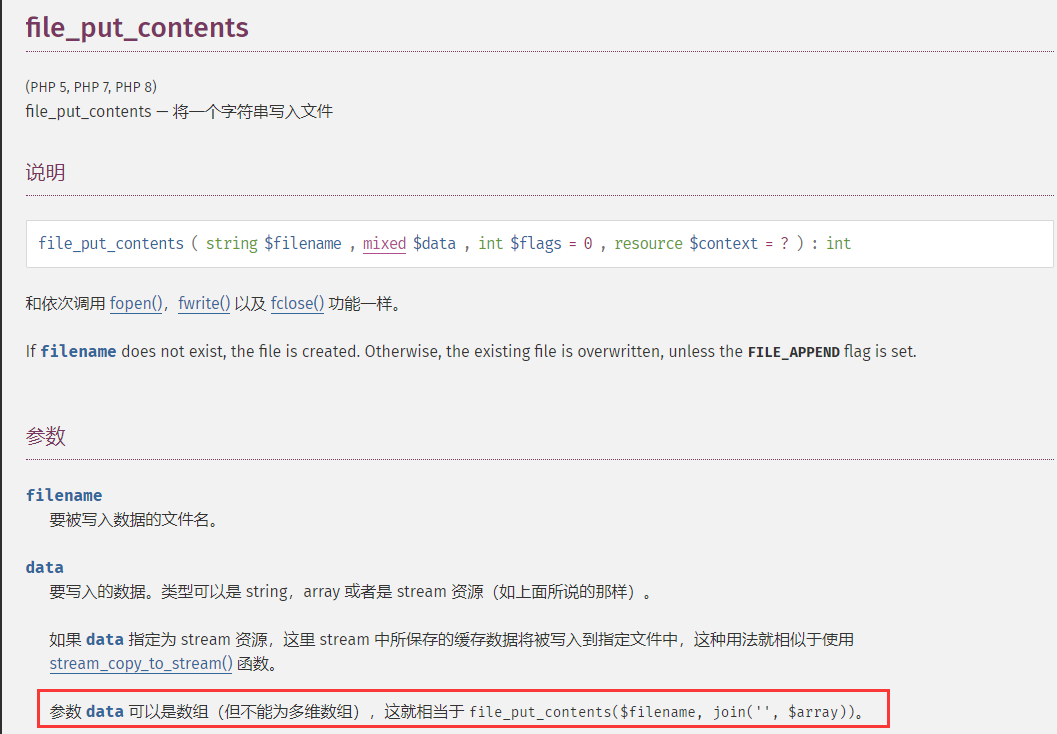 file_put_contents
(PHP 5, PHP 7, PHP 8)
file_put_contents — 将一个字符串写入文件
说明
file_put_contents ( string $filename , mixed $data , int $flags = 0 , resource $context = ? ) : int
和依次调用 fopen()，fwrite() 以及 fclose() 功能一样。
If filename does not exist, the file is created. Otherwise, the existing file is overwritten, unless the FILE_APPEND flag is set.
参数
filename
要被写入数据的文件名。
data
要写入的数据。类型可以是 string，array 或者是 stream 资源（如上面所说的那样）。
如果 data 指定为 stream 资源，这里 stream 中所保存的缓存数据将被写入到指定文件中，这种用法就相似于使用
stream_copy_to_stream() 函数。
参数 data 可以是数组（但不能为多维数组），这就相当于 file_put_contents($filename, join('', $array))。